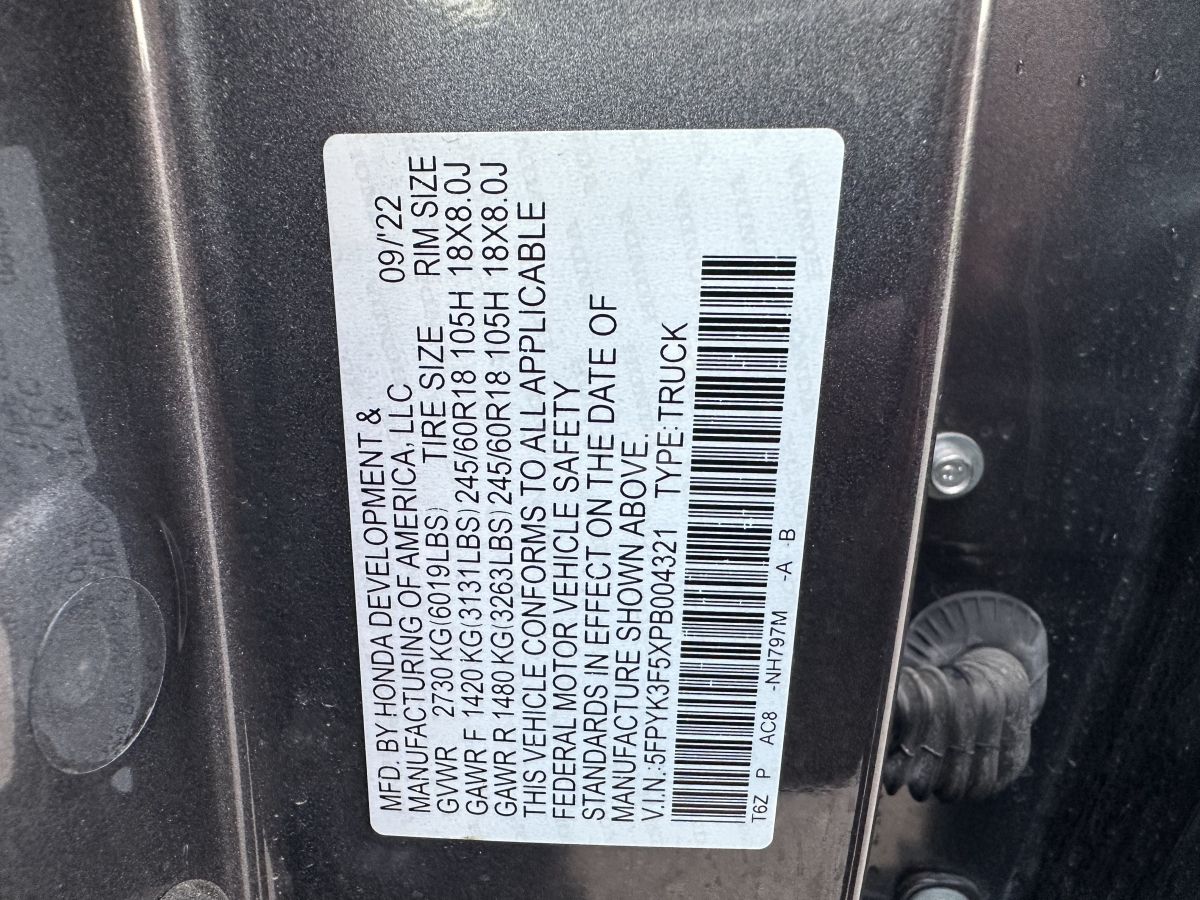 MFD. BY HONDA DEVELOPMENT &
MANUFACTURING OF AMERICA, LLC 09/'22
GVWR 2730 KG(6019LBS) TIRE SIZE RIM SIZE
GAWR F 1420 KG(3131LBS) 245/60R18 105H 18X8.0J
GAWR R 1480 KG(3263LBS) 245/60R18 105H 18X8.0J
THIS VEHICLE CONFORMS TO ALL APPLICABLE
FEDERAL MOTOR VEHICLE SAFETY
STANDARDS IN EFFECT ON THE DATE OF
MANUFACTURE SHOWN ABOVE.
V.I.N.:5FPYK3F5XPB004321 TYPE:TRUCK
T6Z P AC8 -NH797M -A -B